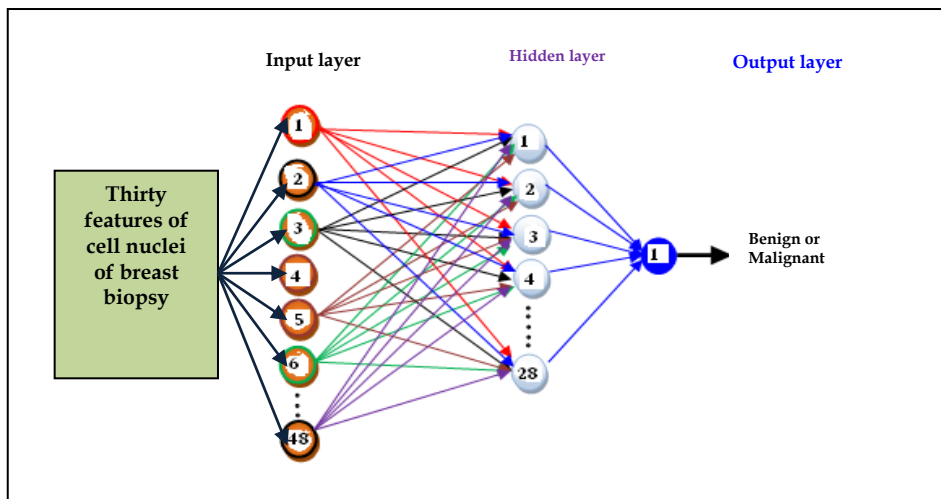 Input layer
Hidden layer
Output layer
Thirty
features of
cell nuclei
of breast
biopsy
1
2
3
4
5
6
48
1
2
3
4
28
1
Benign or
Malignant